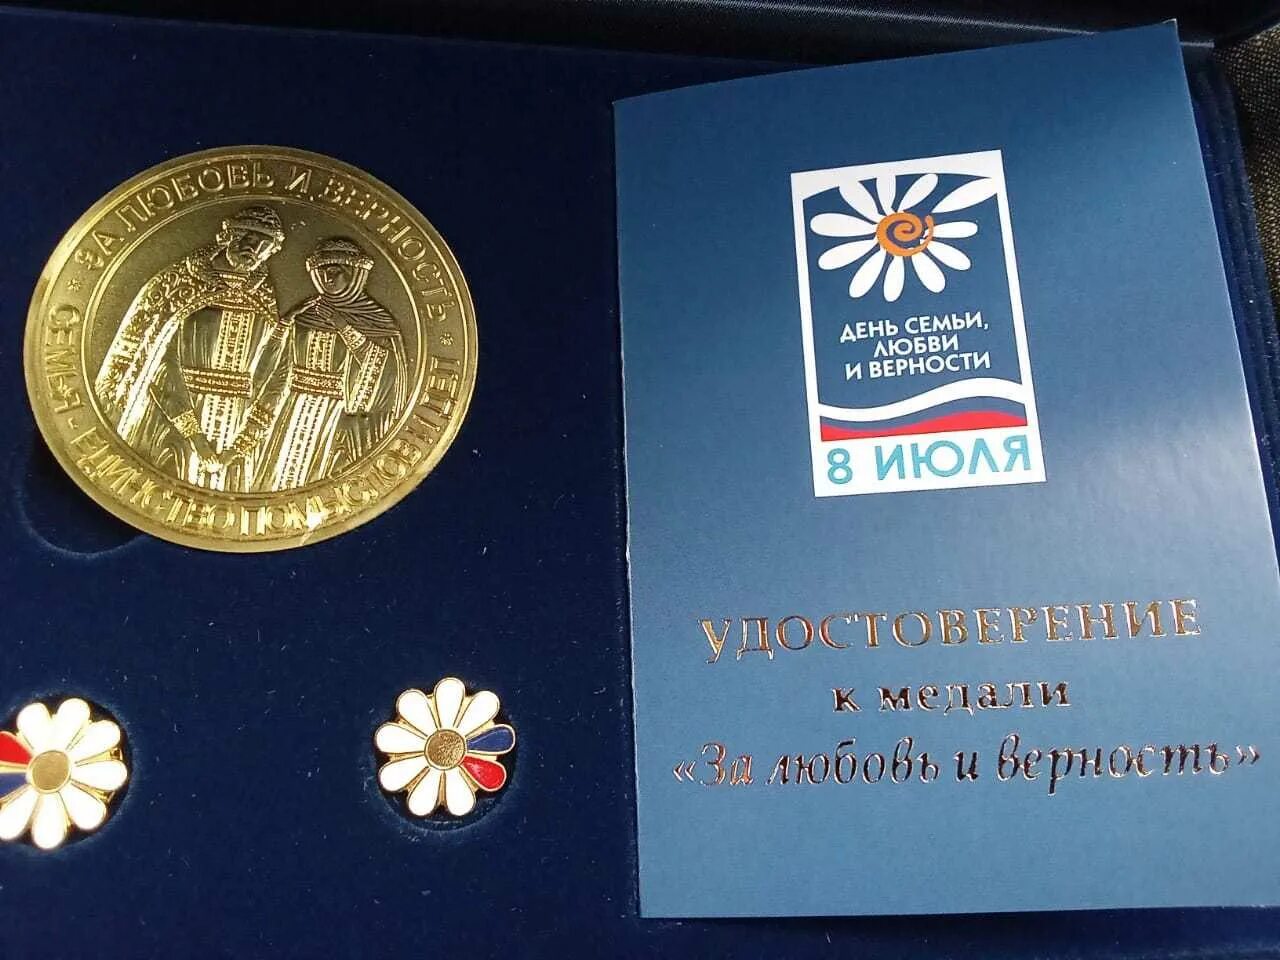 ЗА ЛЮБОВЬ И ВЕРНОСТЬ
* СЕМЬЯ - ЕДИНСТВО ПОМЫСЛОВ И ДЕЛ *
ДЕНЬ СЕМЬИ,
ЛЮБВИ
И ВЕРНОСТИ
8 ИЮЛЯ
УДОСТОВЕРЕНИЕ
к медали
«За любовь и верность»